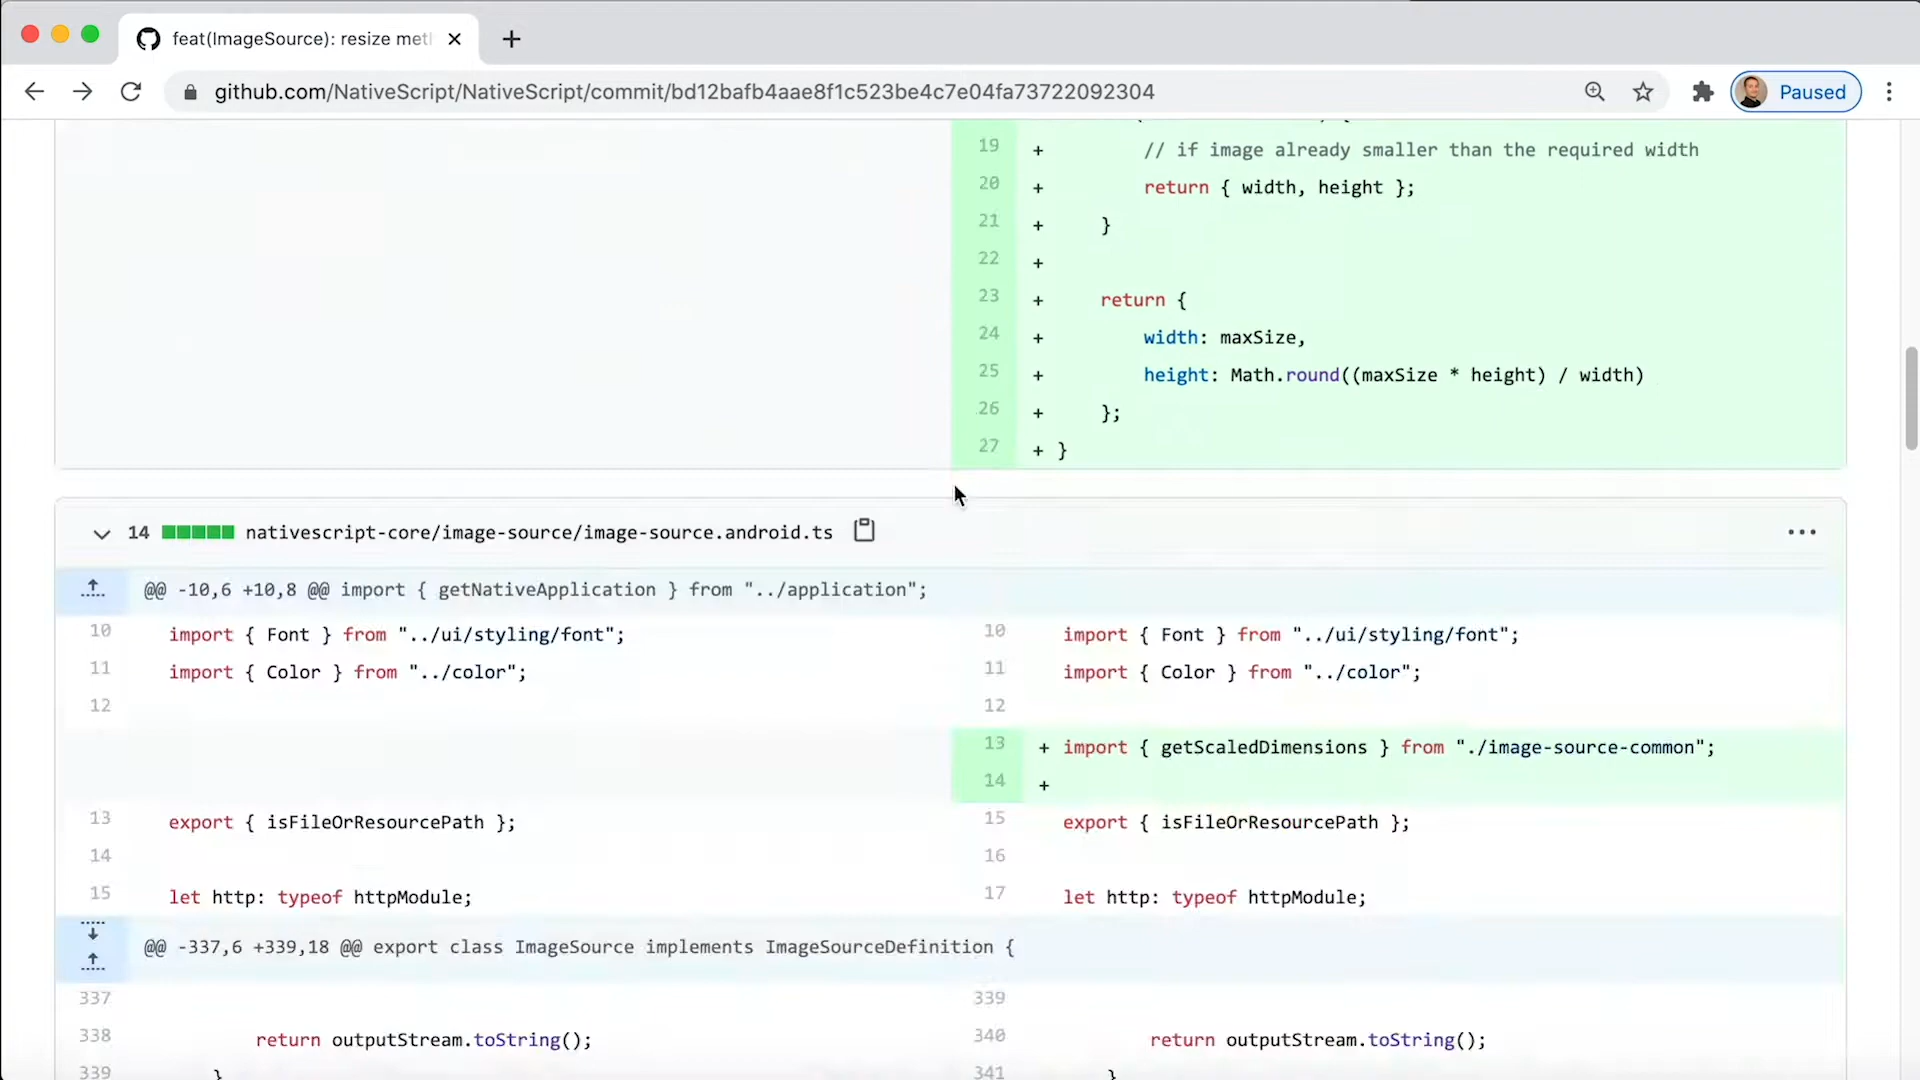 feat(ImageSource): resize met
github.com/NativeScript/NativeScript/commit/bd12bafb4aae8f1c523be4c7e04fa73722092304
Paused
19 + // if image already smaller than the required width
20 + return { width, height };
21 + }
22 +
23 + return {
24 + width: maxSize,
25 + height: Math.round((maxSize * height) / width)
26 + };
27 + }
14 nativescript-core/image-source/image-source.android.ts
@@ -10,6 +10,8 @@ import { getNativeApplication } from "../application";
10 import { Font } from "../ui/styling/font"; 10 import { Font } from "../ui/styling/font";
11 import { Color } from "../color"; 11 import { Color } from "../color";
12 12
13 + import { getScaledDimensions } from "./image-source-common";
14 +
13 export { isFileOrResourcePath }; 15 export { isFileOrResourcePath };
14 16
15 let http: typeof httpModule; 17 let http: typeof httpModule;
@@ -337,6 +339,18 @@ export class ImageSource implements ImageSourceDefinition {
337 339
338 return outputStream.toString(); 340 return outputStream.toString();
339 } 341 }